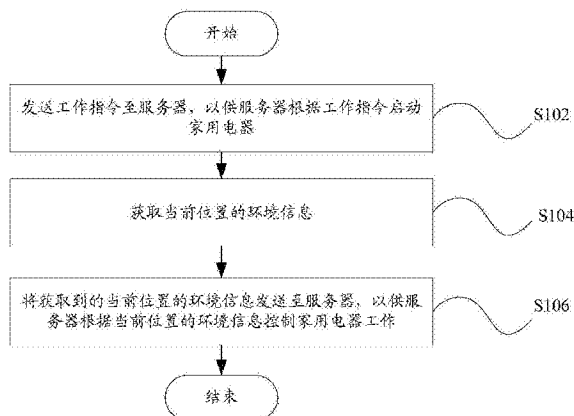 开始
发送工作指令至服务器，以供服务器根据工作指令启动
家用电器
S102
获取当前位置的环境信息
S104
将获取到的当前位置的环境信息发送至服务器，以供服
务器根据当前位置的环境信息控制家用电器工作
S106
结束